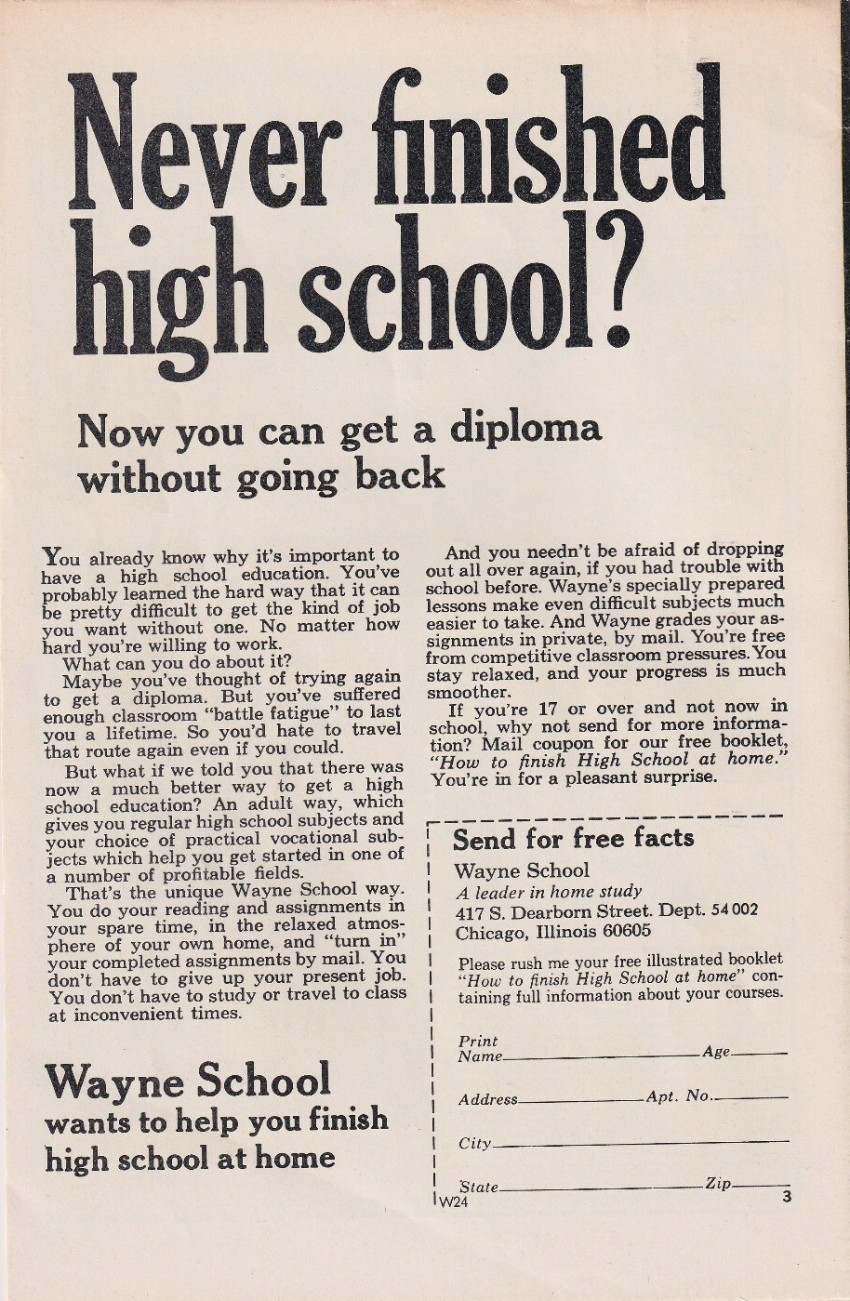 Never finished
high school?
Now you can get a diploma
without going back
You already know why it's important to
have a high school education. You've
probably learned the hard way that it can
be pretty difficult to get the kind of job
you want without one. No matter how
hard you're willing to work.
What can you do about it?
Maybe you've thought of trying again
to get a diploma. But you've suffered
enough classroom "battle fatigue" to last
you a lifetime. So you'd hate to travel
that route again even if you could.
But what if we told you that there was
now a much better way to get a high
school education? An adult way, which
gives you regular high school subjects and
your choice of practical vocational sub-
jects which help you get started in one of
a number of profitable fields.
That's the unique Wayne School way.
You do your reading and assignments in
your spare time, in the relaxed atmos-
phere of your own home, and "turn in"
your completed assignments by mail. You
don't have to give up your present job.
You don't have to study or travel to class
at inconvenient times.
Wayne School
wants to help you finish
high school at home
And you needn't be afraid of dropping
out all over again, if you had trouble with
school before. Wayne's specially prepared
lessons make even difficult subjects much
easier to take. And Wayne grades your as-
signments in private, by mail. You're free
from competitive classroom pressures.You
stay relaxed, and your progress is much
smoother.
If you're 17 or over and not now in
school, why not send for more informa-
tion? Mail coupon for our free booklet,
"How to finish High School at home."
You're in for a pleasant surprise.
Send for free facts
Wayne School
A leader in home study
417 S. Dearborn Street. Dept. 54 002
Chicago, Illinois 60605
Please rush me your free illustrated booklet
"How to finish High School at home" con-
taining full information about your courses.
Print
Name Age
Address Apt. No.
City
State Zip
W24 3